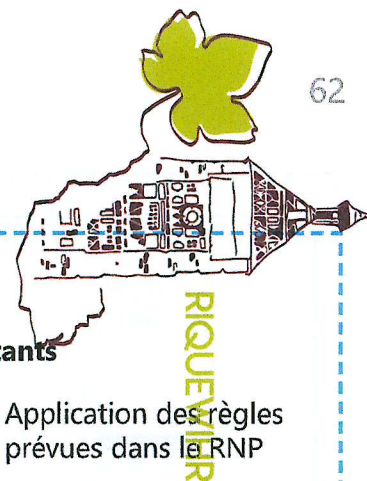 62
tants
RIQUEWIHR
Application des règles
prévues dans le RNP